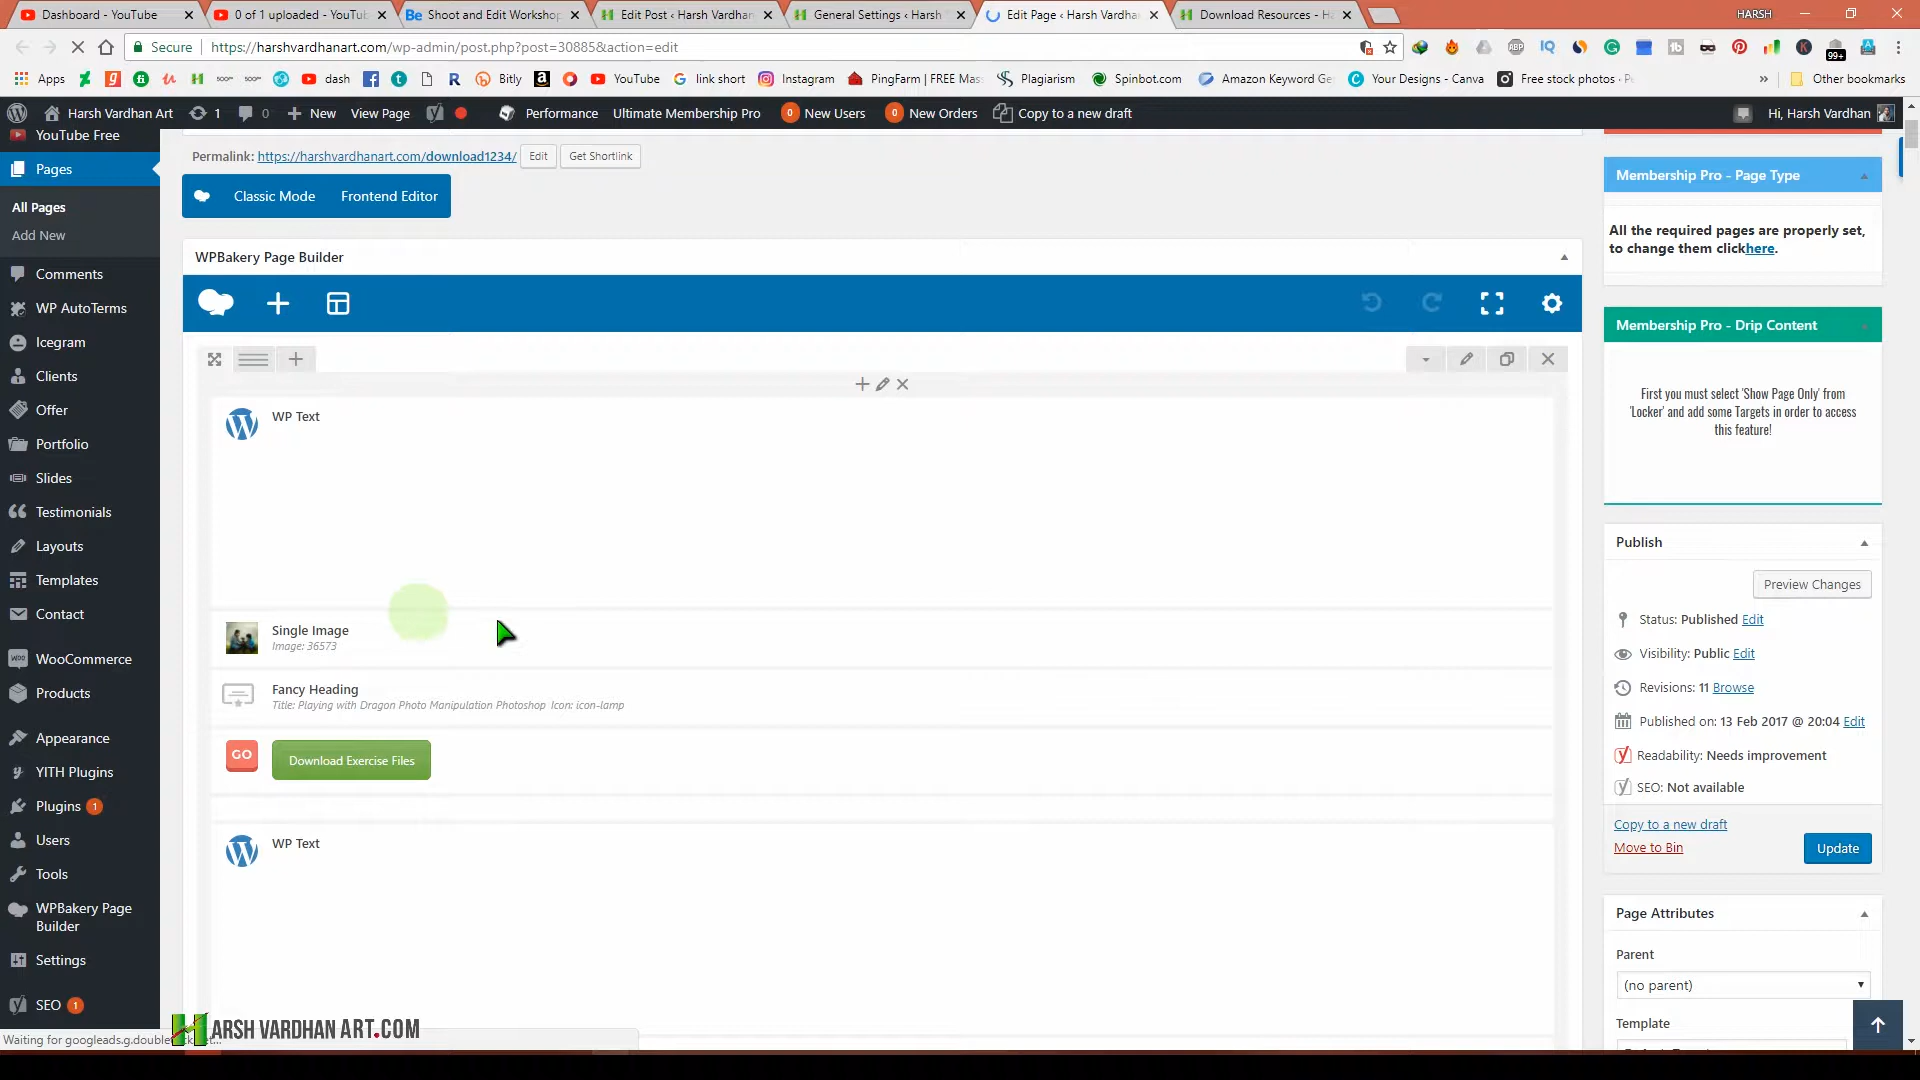 Dashboard - YouTube
0 of 1 uploaded - YouTu
Shoot and Edit Workshop
Edit Post ‹ Harsh Vardhan
General Settings ‹ Harsh
Edit Page ‹ Harsh Vardha
Download Resources - H
HARSH
Secure
https://harshvardhanart.com/wp-admin/post.php?post=30885&action=edit
99+
Apps
dash
Bitly
YouTube
link short
Instagram
PingFarm | FREE Mas
Plagiarism
Spinbot.com
Amazon Keyword Ge
Your Designs - Canva
Free stock photos · P
»
Other bookmarks
Harsh Vardhan Art
1
0
New
View Page
Performance
Ultimate Membership Pro
0 New Users
0 New Orders
Copy to a new draft
Hi, Harsh Vardhan
YouTube Free
Pages
All Pages
Add New
Comments
WP AutoTerms
Icegram
Clients
Offer
Portfolio
Slides
Testimonials
Layouts
Templates
Contact
WooCommerce
Products
Appearance
YITH Plugins
Plugins 1
Users
Tools
WPBakery Page
Builder
Settings
SEO 1
Permalink: https://harshvardhanart.com/download1234/ Edit Get Shortlink
Classic Mode Frontend Editor
WPBakery Page Builder
WP Text
Single Image
Image: 36573
Fancy Heading
Title: Playing with Dragon Photo Manipulation Photoshop Icon: icon-lamp
GO
Download Exercise Files
WP Text
Membership Pro - Page Type
All the required pages are properly set,
to change them clickhere.
Membership Pro - Drip Content
First you must select 'Show Page Only' from
'Locker' and add some Targets in order to access
this feature!
Publish
Preview Changes
Status: Published Edit
Visibility: Public Edit
Revisions: 11 Browse
Published on: 13 Feb 2017 @ 20:04 Edit
Readability: Needs improvement
SEO: Not available
Copy to a new draft
Move to Bin
Update
Page Attributes
Parent
(no parent)
Template
HARSH VARDHAN ART.COM
Waiting for googleads.g.double